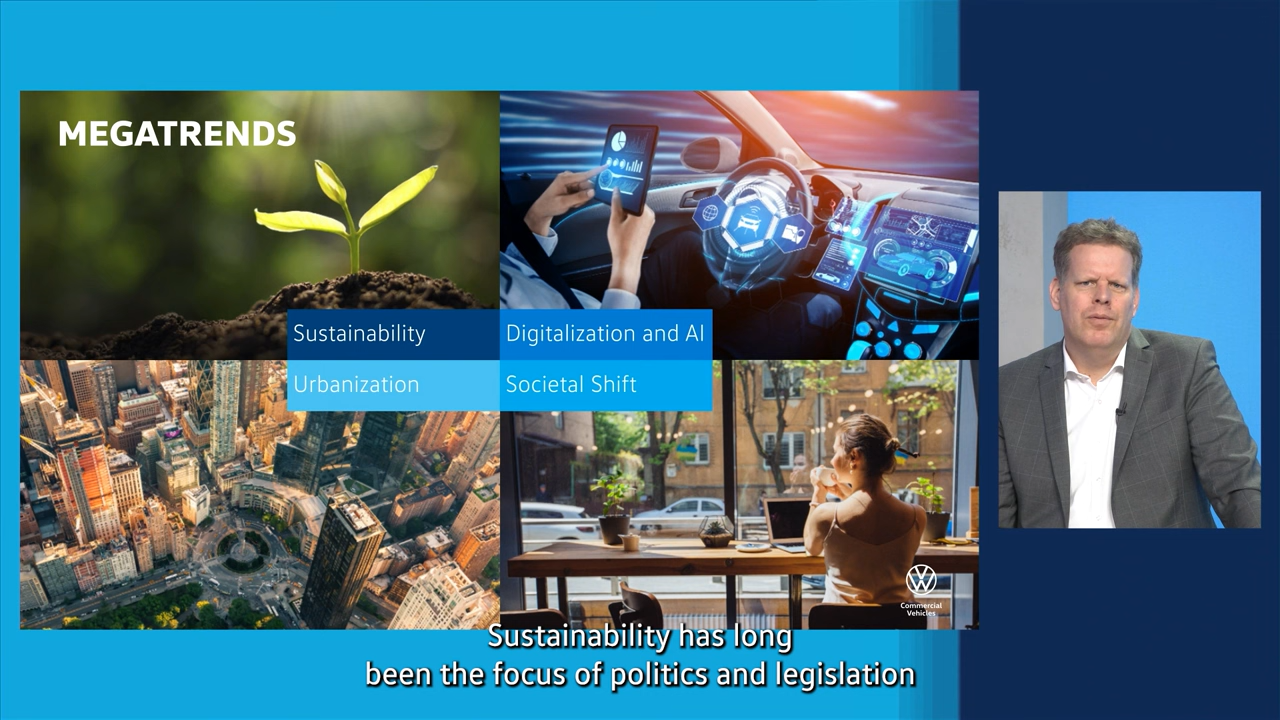 MEGATRENDS
Sustainability
Digitalization and AI
Urbanization
Societal Shift
Commercial
Vehicles
Sustainability has long
been the focus of politics and legislation